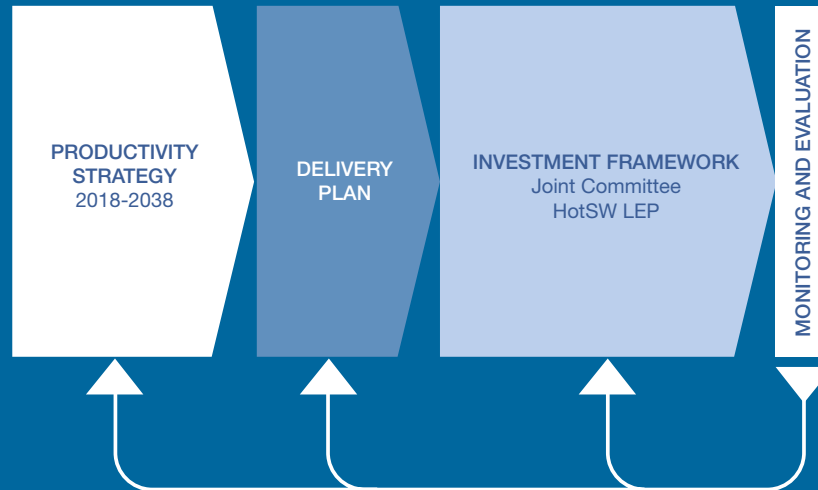 PRODUCTIVITY
STRATEGY
2018-2038
DELIVERY
PLAN
INVESTMENT FRAMEWORK
Joint Committee
HotSW LEP
MONITORING AND EVALUATION